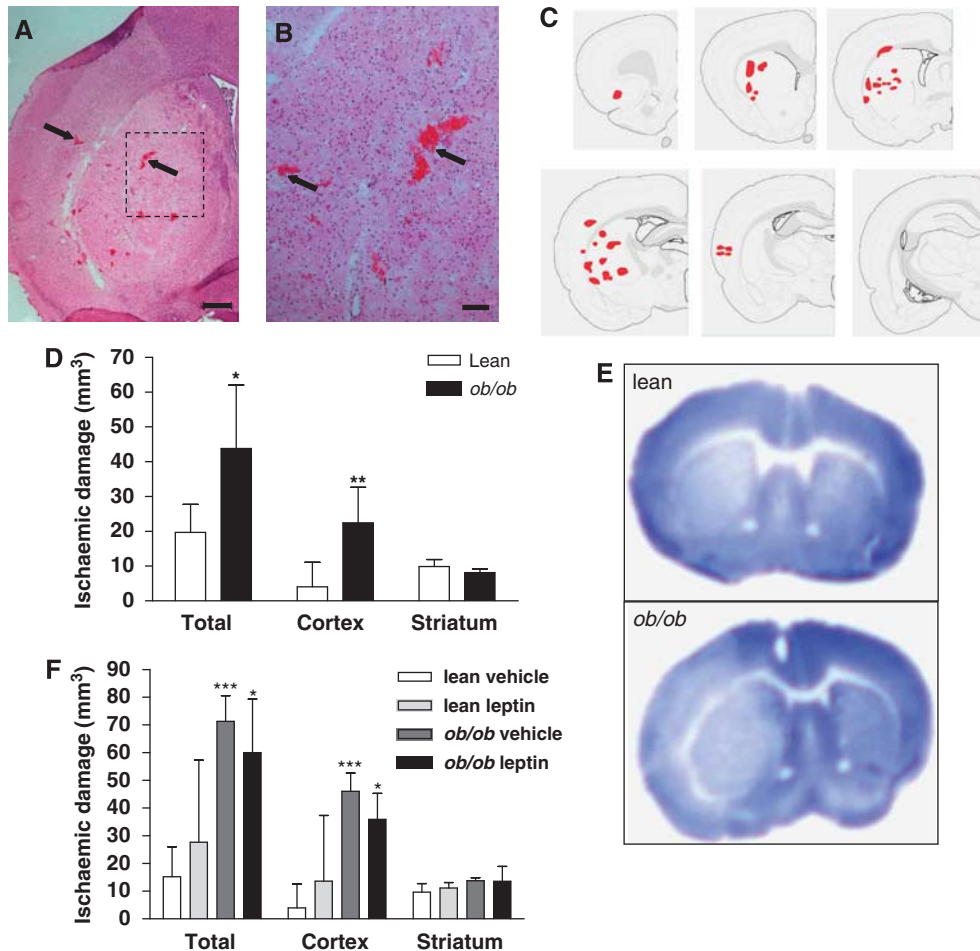 A
B
C
D
Ischaemic damage (mm³)
70
60
50
40
30
20
10
0
*
**
Lean
ob/ob
Total Cortex Striatum
E
lean
ob/ob
F
Ischaemic damage (mm³)
90
80
70
60
50
40
30
20
10
0
***
*
***
*
lean vehicle
lean leptin
ob/ob vehicle
ob/ob leptin
Total Cortex Striatum